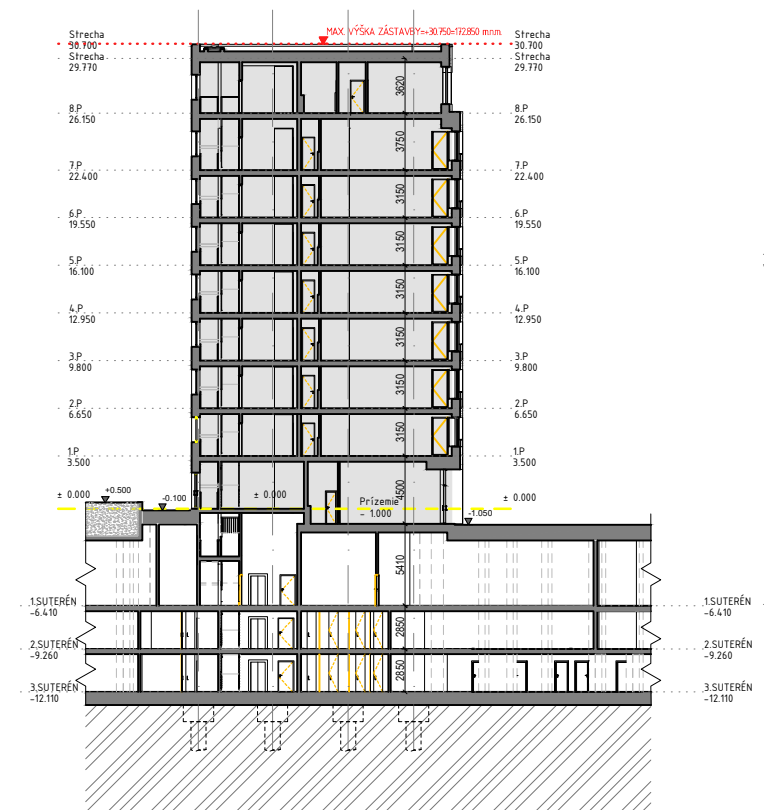 MAX. VÝŠKA ZÁSTAVBY=+30.750=172.850 m.n.m.
Strecha
30.700
Strecha
29.770
8.P
26.150
7.P
22.400
6.P
19.550
5.P
16.100
4.P
12.950
3.P
9.800
2.P
6.650
1.P
3.500
± 0.000
+0.500
-0.100
± 0.000
Prízemie
- 1.000
-1.050
± 0.000
3620
3750
3150
3150
3150
3150
3150
3150
4500
5410
2850
2850
Strecha
30.700
Strecha
29.770
8.P
26.150
7.P
22.400
6.P
19.550
5.P
16.100
4.P
12.950
3.P
9.800
2.P
6.650
1.P
3.500
1.SUTERÉN
-6.410
2.SUTERÉN
-9.260
3.SUTERÉN
-12.110
1.SUTERÉN
-6.410
2.SUTERÉN
-9.260
3.SUTERÉN
-12.110